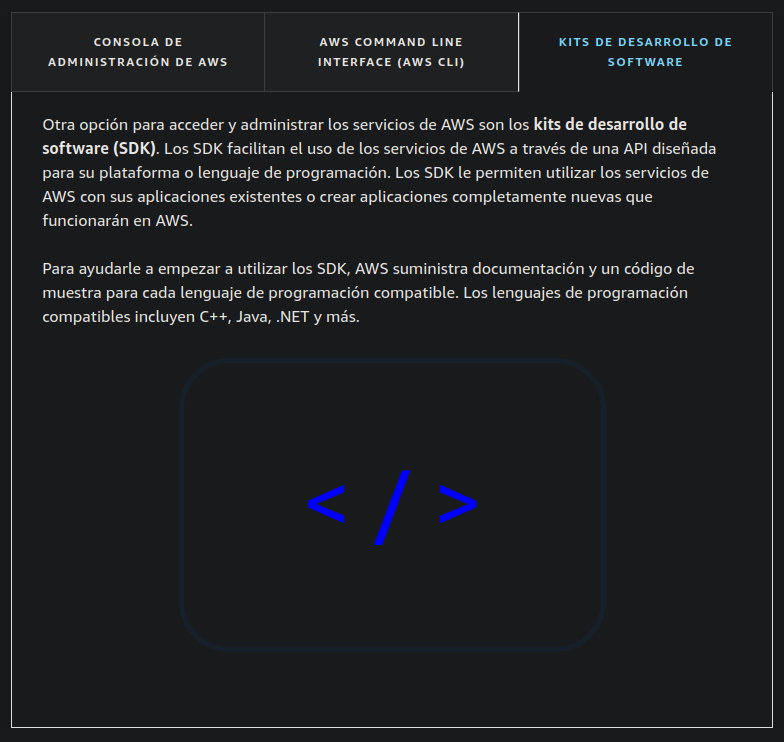 CONSOLA DE
ADMINISTRACIÓN DE AWS
AWS COMMAND LINE
INTERFACE (AWS CLI)
KITS DE DESARROLLO DE
SOFTWARE
Otra opción para acceder y administrar los servicios de AWS son los kits de desarrollo de
software (SDK). Los SDK facilitan el uso de los servicios de AWS a través de una API diseñada
para su plataforma o lenguaje de programación. Los SDK le permiten utilizar los servicios de
AWS con sus aplicaciones existentes o crear aplicaciones completamente nuevas que
funcionarán en AWS.
Para ayudarle a empezar a utilizar los SDK, AWS suministra documentación y un código de
muestra para cada lenguaje de programación compatible. Los lenguajes de programación
compatibles incluyen C++, Java, .NET y más.
< / >